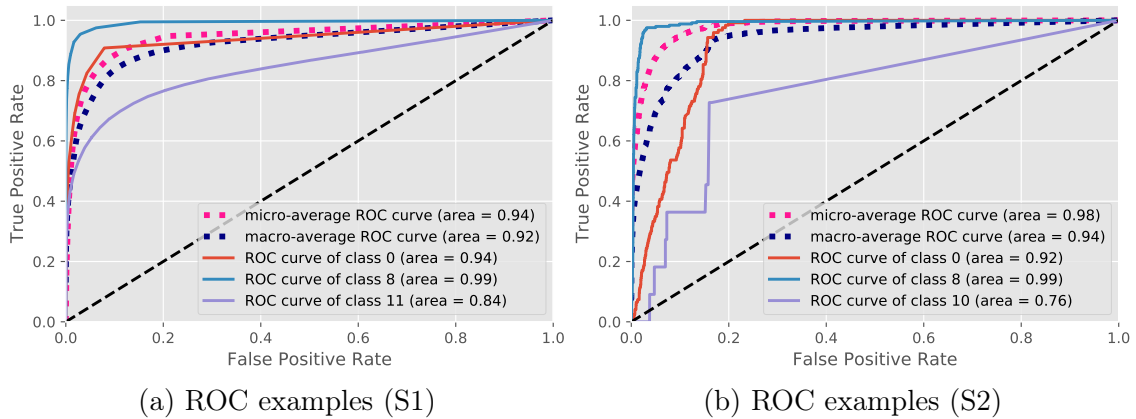 True Positive Rate
1.0
0.8
0.6
0.4
0.2
0.0
micro-average ROC curve (area = 0.94)
macro-average ROC curve (area = 0.92)
ROC curve of class 0 (area = 0.94)
ROC curve of class 8 (area = 0.99)
ROC curve of class 11 (area = 0.84)
0.0 0.2 0.4 0.6 0.8 1.0
False Positive Rate
(a) ROC examples (S1)
True Positive Rate
1.0
0.8
0.6
0.4
0.2
0.0
micro-average ROC curve (area = 0.98)
macro-average ROC curve (area = 0.94)
ROC curve of class 0 (area = 0.92)
ROC curve of class 8 (area = 0.99)
ROC curve of class 10 (area = 0.76)
0.0 0.2 0.4 0.6 0.8 1.0
False Positive Rate
(b) ROC examples (S2)